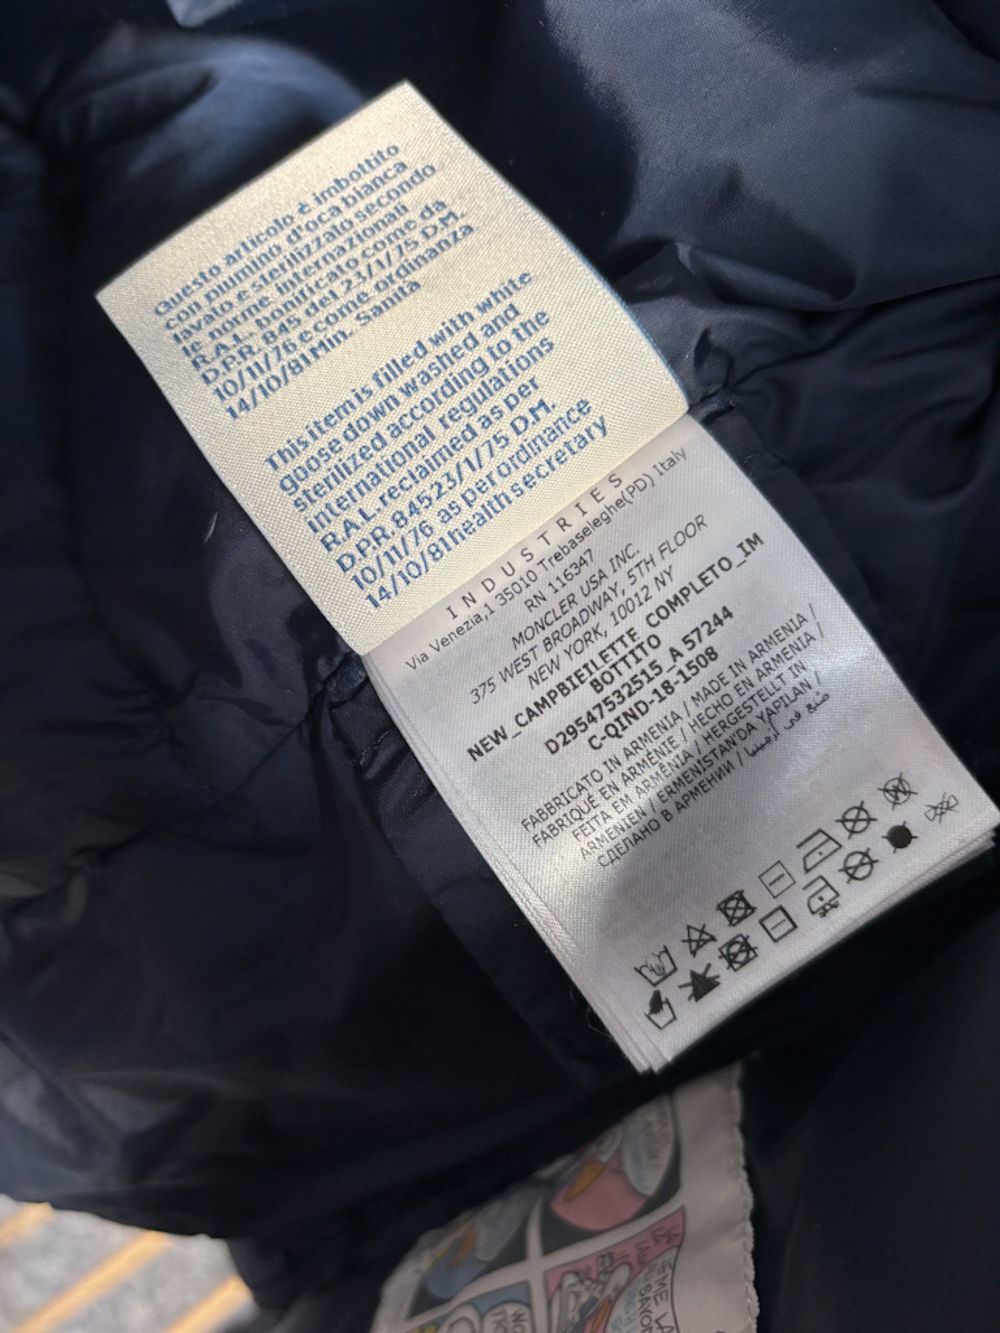 Questo articolo è imbottito
con piumino d'oca bianca
lavato e sterilizzato secondo
le norme internazionali
R.A.L. bonificato come da
D.P.R. 845 del 23/1/75 D.M.
10/11/76 e come ordinanza
14/10/81 Min. Sanità
This item is filled with white
goose down washed and
sterilized according to the
international regulations
R.A.L. reclaimed as per
D.P.R. 84523/1/75 D.M.
10/11/76 as per ordinance
14/10/81 health secretary
INDUSTRIES
Via Venezia,1 35010 Trebaseleghe(PD) Italy
RN 116347
MONCLER USA INC.
375 WEST BROADWAY, 5TH FLOOR
NEW YORK, 10012 NY
NEW_CAMPBIELLETTE_COMPLETO_IM
BOTTITO
D29547532515_A 57244
C-QIND-18-1508
FABBRICATO IN ARMENIA / MADE IN ARMENIA /
FABRIQUÉ EN ARMÉNIE / HECHO EN ARMENIA /
FEITA EM ARMÊNIA / HERGESTELLT IN
ARMENIEN / ERMENİSTAN'DA YAPILAN /
СДЕЛАНО В АРМЕНИИ / صنع في أرمينيا